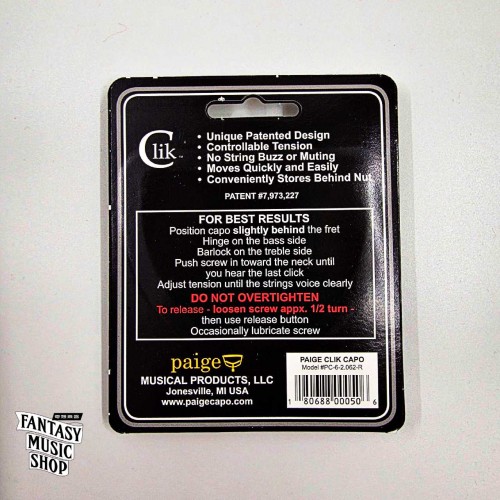 Clik™
• Unique Patented Design
• Controllable Tension
• No String Buzz or Muting
• Moves Quickly and Easily
• Conveniently Stores Behind Nut
PATENT #7,973,227
FOR BEST RESULTS
Position capo slightly behind the fret
Hinge on the bass side
Barlock on the treble side
Push screw in toward the neck until
you hear the last click
Adjust tension until the strings voice clearly
DO NOT OVERTIGHTEN
To release - loosen screw appx. 1/2 turn -
then use release button
Occasionally lubricate screw
paige
MUSICAL PRODUCTS, LLC
Jonesville, MI USA
www.paigecapo.com
PAIGE CLIK CAPO
Model #PC-6-2.062-R
1 80688 00050 6
FANTASY
MUSIC
SHOP